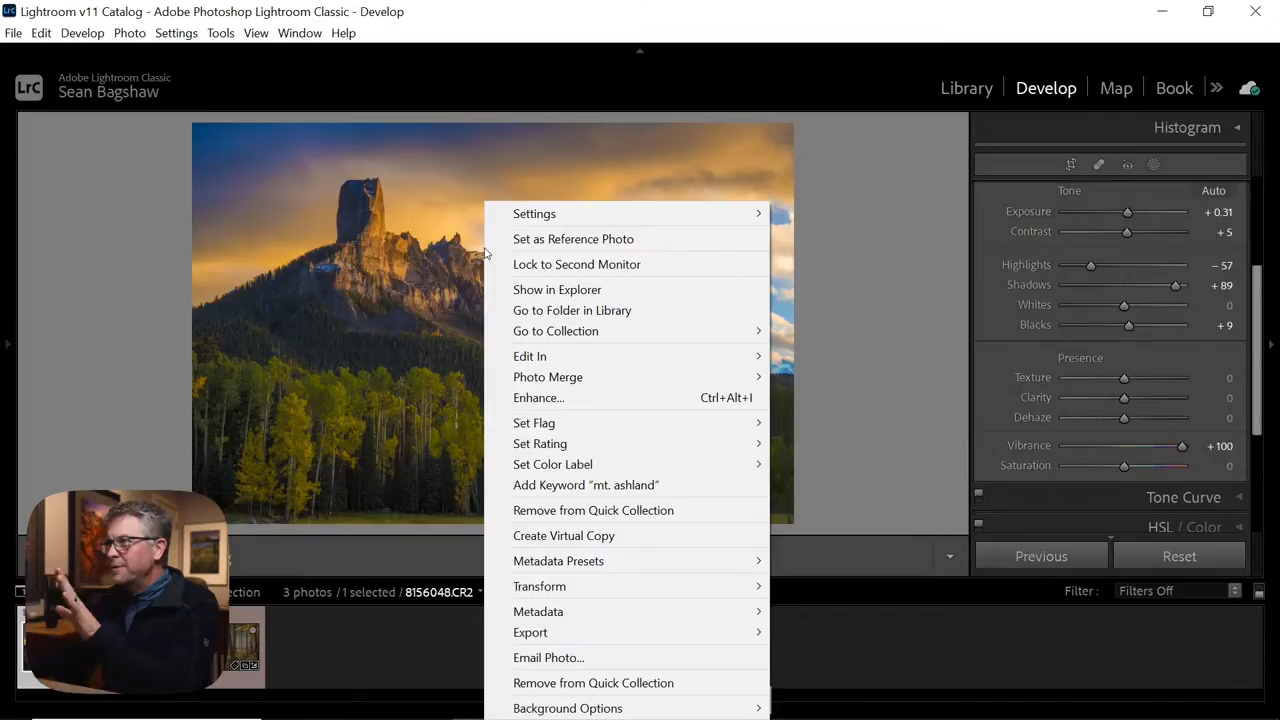 LrC Lightroom v11 Catalog - Adobe Photoshop Lightroom Classic - Develop
File Edit Develop Photo Settings Tools View Window Help
LrC
Adobe Lightroom Classic
Sean Bagshaw
Library Develop Map Book
Histogram
Tone Auto
Exposure + 0.31
Contrast + 5
Highlights – 57
Shadows + 89
Whites 0
Blacks + 9
Presence
Texture 0
Clarity 0
Dehaze 0
Vibrance + 100
Saturation 0
Tone Curve
HSL / Color
Previous Reset
Settings
Set as Reference Photo
Lock to Second Monitor
Show in Explorer
Go to Folder in Library
Go to Collection
Edit In
Photo Merge
Enhance... Ctrl+Alt+I
Set Flag
Set Rating
Set Color Label
Add Keyword “mt. ashland”
Remove from Quick Collection
Create Virtual Copy
Metadata Presets
Transform
Metadata
Export
Email Photo...
Remove from Quick Collection
Background Options
3 photos / 1 selected / 8156048.CR2
Filter : Filters Off